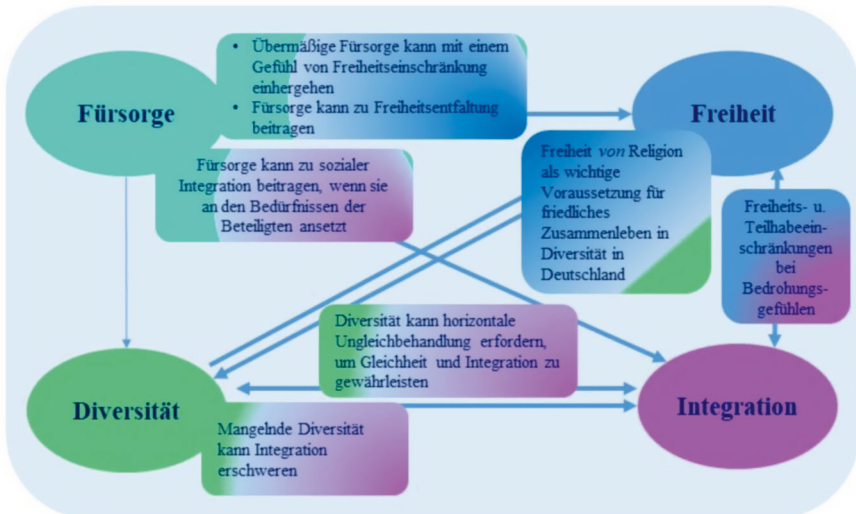 Fürsorge
• Übermäßige Fürsorge kann mit einem
Gefühl von Freiheitseinschränkung
einhergehen
• Fürsorge kann zu Freiheitsentfaltung
beitragen
Freiheit
Fürsorge kann zu sozialer
Integration beitragen, wenn sie
an den Bedürfnissen der
Beteiligten ansetzt
Freiheit von Religion
als wichtige
Voraussetzung für
friedliches
Zusammenleben in
Diversität in
Deutschland
Freiheits- u.
Teilhabeein-
schränkungen
bei
Bedrohungs-
gefühlen
Diversität kann horizontale
Ungleichbehandlung erfordern,
um Gleichheit und Integration zu
gewährleisten
Diversität
Integration
Mangelnde Diversität
kann Integration
erschweren